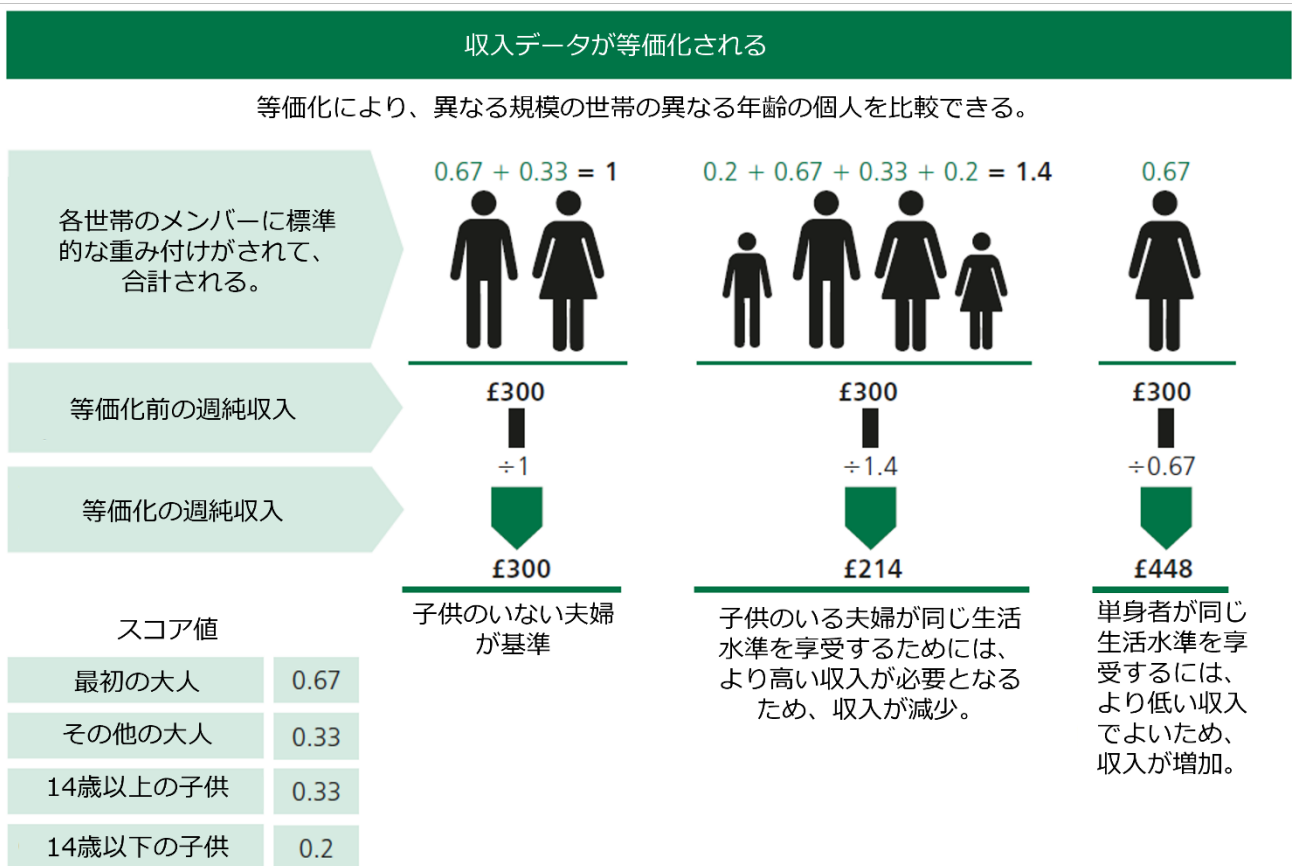 収入データが等価化される
等価化により、異なる規模の世帯の異なる年齢の個人を比較できる。
各世帯のメンバーに標準
的な重み付けがされて、
合計される。
0.67 + 0.33 = 1
0.2 + 0.67 + 0.33 + 0.2 = 1.4
0.67
等価化前の週純収入
£300
£300
£300
÷1
÷1.4
÷0.67
等価化の週純収入
£300
£214
£448
子供のいない夫婦
が基準
子供のいる夫婦が同じ生活
水準を享受するためには、
より高い収入が必要となる
ため、収入が減少。
単身者が同じ
生活水準を享
受するには、
より低い収入
でよいため、
収入が増加。
スコア値
最初の大人 0.67
その他の大人 0.33
14歳以上の子供 0.33
14歳以下の子供 0.2